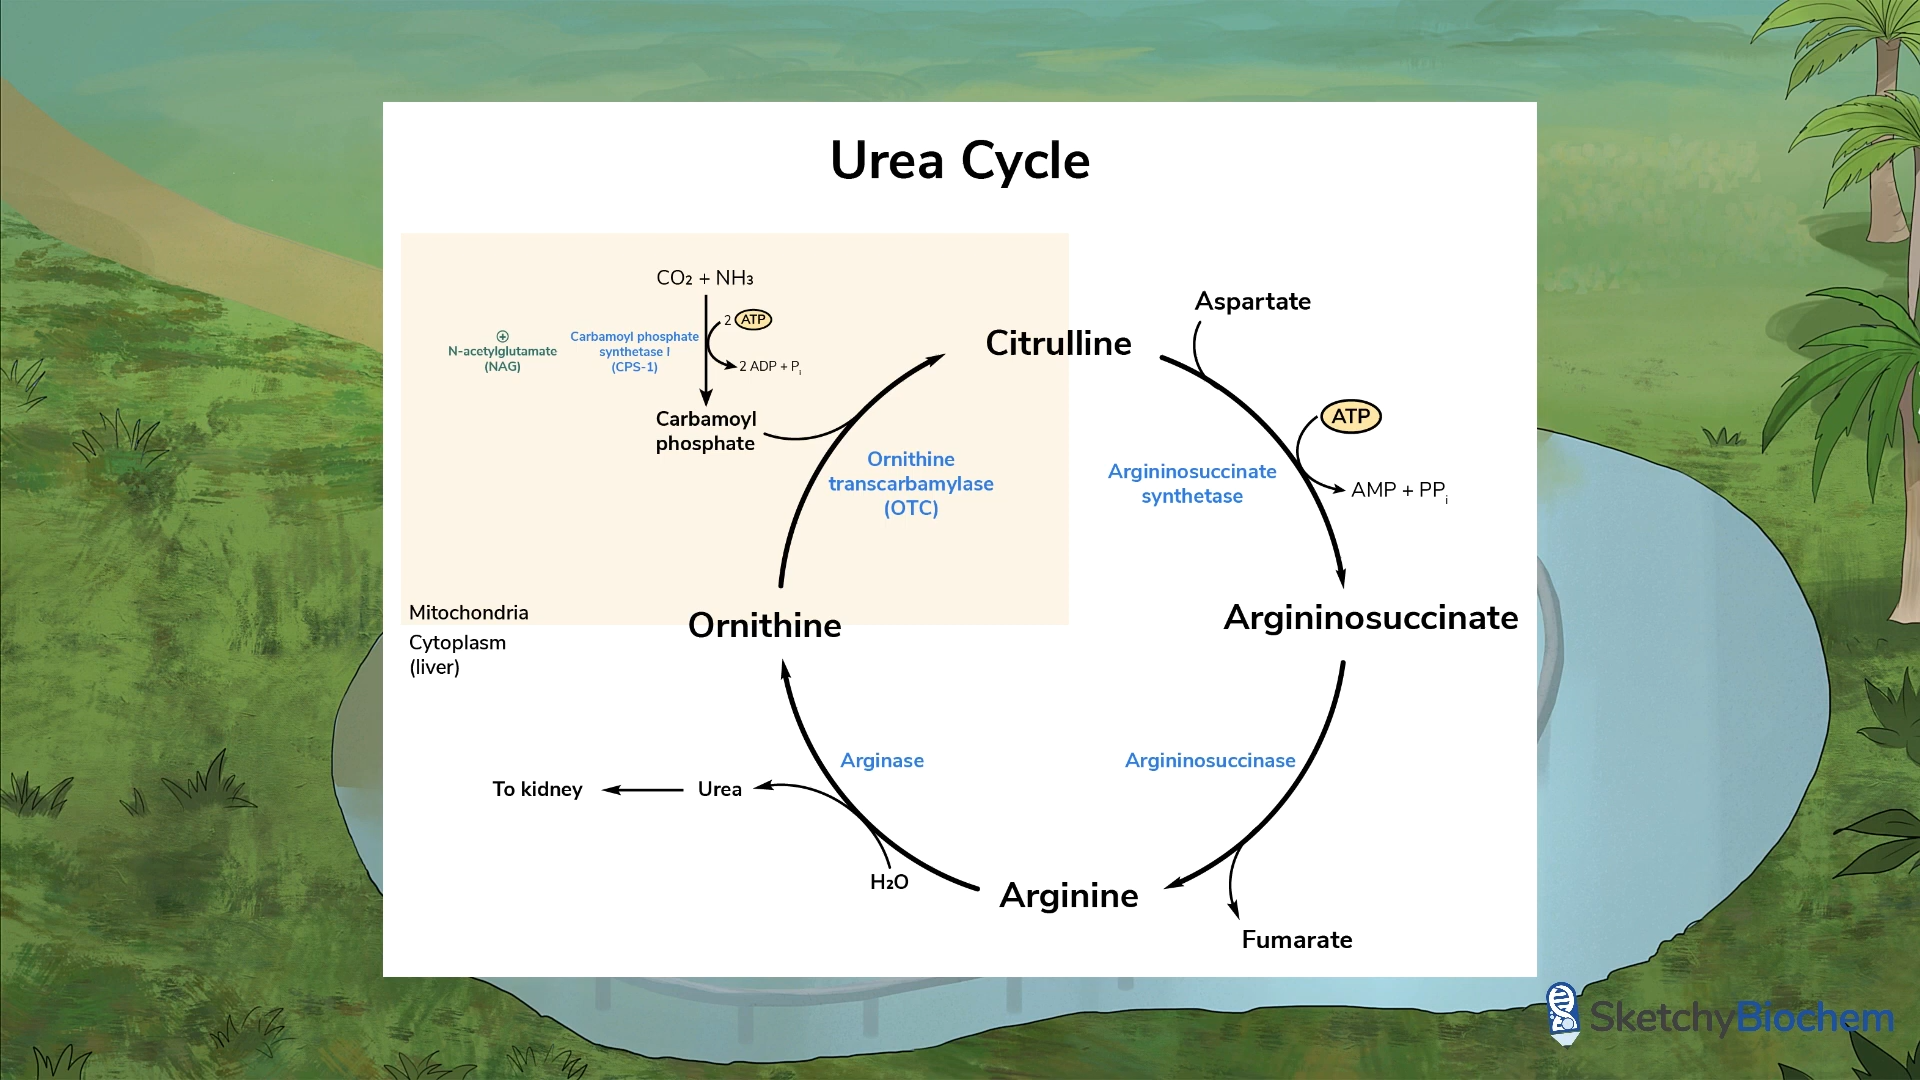 Urea Cycle
CO₂ + NH₃
2 ATP
⊕
N-acetylglutamate
(NAG)
Carbamoyl phosphate
synthetase I
(CPS-1)
2 ADP + Pᵢ
Carbamoyl
phosphate
Ornithine
transcarbamylase
(OTC)
Citrulline
Aspartate
ATP
Argininosuccinate
synthetase
AMP + PPᵢ
Mitochondria
Cytoplasm
(liver)
Ornithine
Argininosuccinate
Arginase
Argininosuccinase
To kidney
Urea
H₂O
Arginine
Fumarate
SketchyBiochem